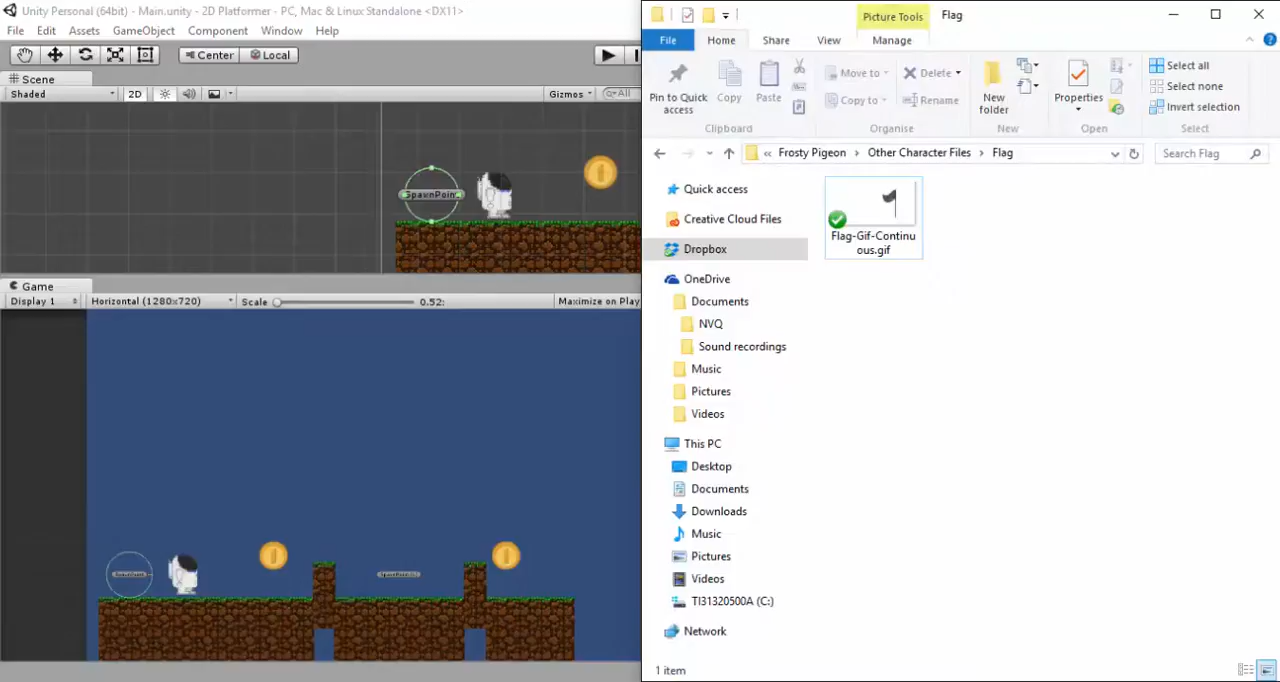 Unity Personal (64bit) - Main.unity - 2D Platformer - PC, Mac & Linux Standalone <DX11>
File Edit Assets GameObject Component Window Help
Center Local
Scene
Shaded 2D Gizmos All
SpawnPoin
Game
Display 1 Horizontal (1280x720) Scale 0.52: Maximize on Play
Picture Tools Flag
File Home Share View Manage
Pin to Quick access
Copy
Paste
Move to
Copy to
Delete
Rename
New folder
Properties
Select all
Select none
Invert selection
Clipboard Organise New Open Select
« Frosty Pigeon Other Character Files Flag
Search Flag
Quick access
Creative Cloud Files
Dropbox
OneDrive
Documents
NVQ
Sound recordings
Music
Pictures
Videos
This PC
Desktop
Documents
Downloads
Music
Pictures
Videos
TI31320500A (C:)
Network
Flag-Gif-Continu
ous.gif
1 item